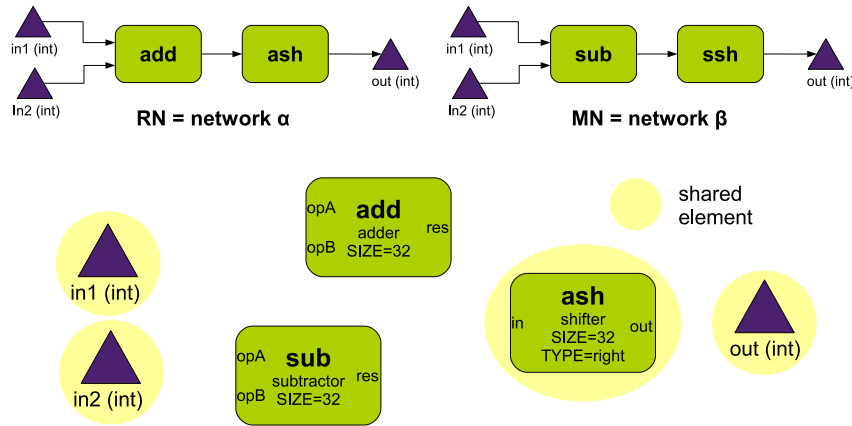 in1 (int)
In2 (int)
add
ash
out (int)
RN = network α
in1 (int)
In2 (int)
sub
ssh
out (int)
MN = network β
shared
element
in1 (int)
in2 (int)
opA
opB
add
adder
SIZE=32
res
opA
opB
sub
subtractor
SIZE=32
res
in
ash
shifter
SIZE=32
TYPE=right
out
out (int)